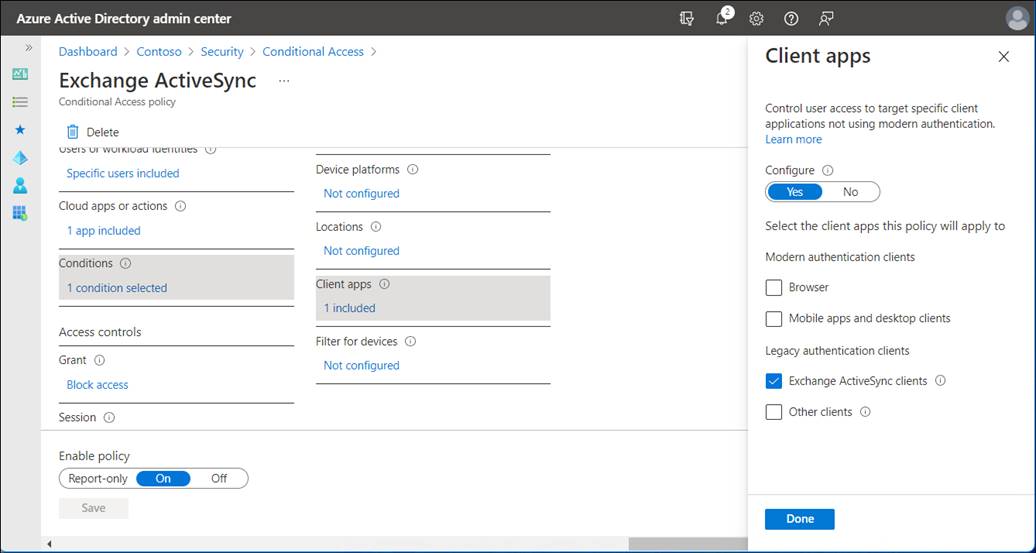 Azure Active Directory admin center
2
Dashboard > Contoso > Security > Conditional Access >
Exchange ActiveSync ...
Conditional Access policy
Delete
Users or workload identities
Specific users included
Cloud apps or actions
1 app included
Conditions
1 condition selected
Access controls
Grant
Block access
Session
Device platforms
Not configured
Locations
Not configured
Client apps
1 included
Filter for devices
Not configured
Enable policy
Report-only On Off
Save
Client apps
Control user access to target specific client
applications not using modern authentication.
Learn more
Configure
Yes No
Select the client apps this policy will apply to
Modern authentication clients
Browser
Mobile apps and desktop clients
Legacy authentication clients
Exchange ActiveSync clients
Other clients
Done